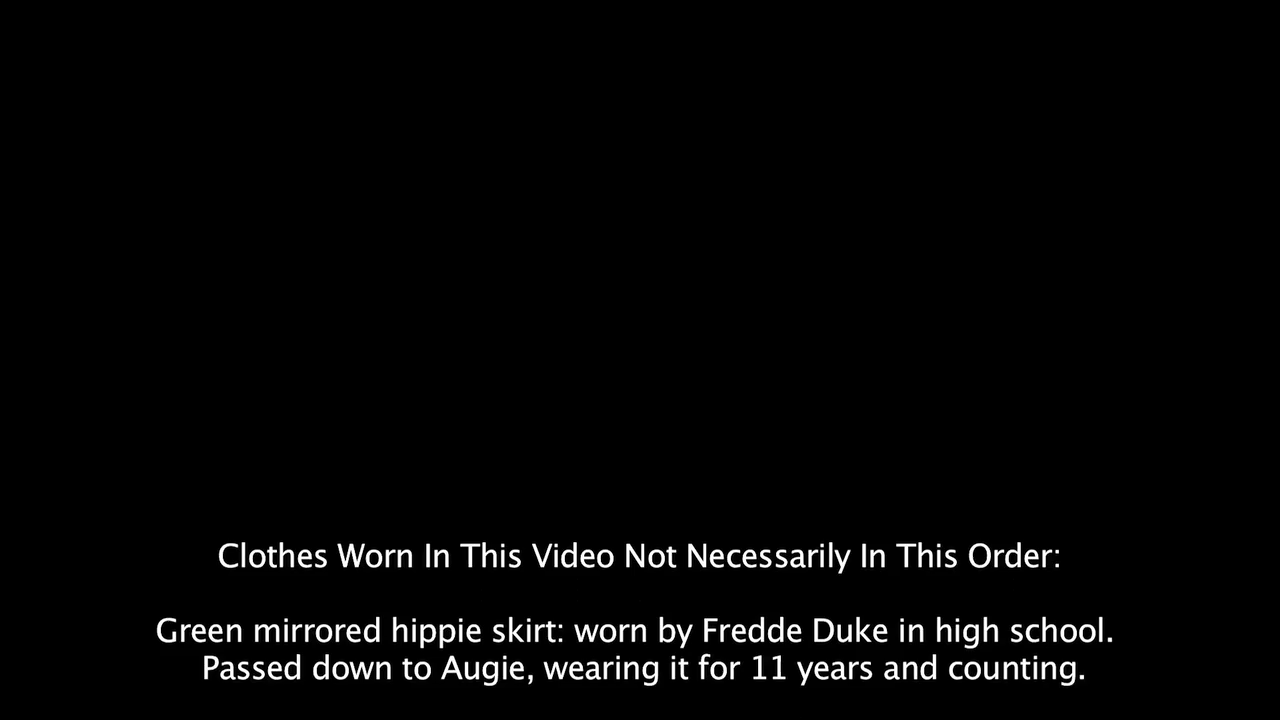 Clothes Worn In This Video Not Necessarily In This Order:
Green mirrored hippie skirt: worn by Fredde Duke in high school.
Passed down to Augie, wearing it for 11 years and counting.